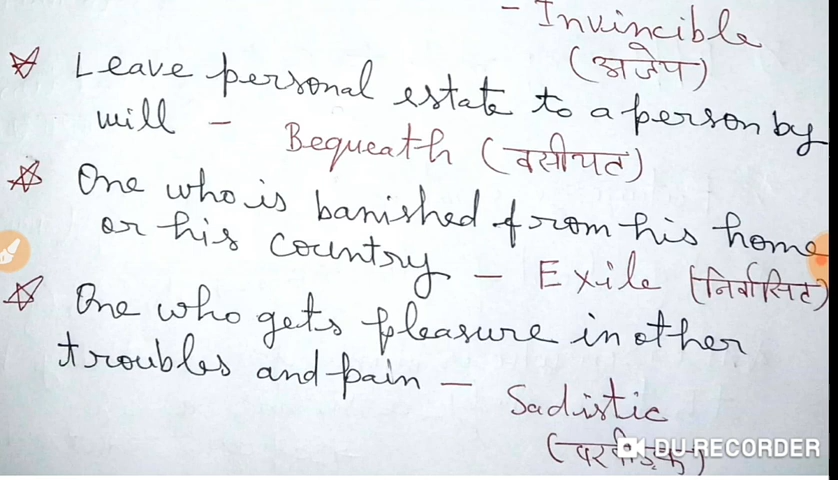 - Invincible
(अजेय)
☆ Leave personal estate to a person by
will - Bequeath (वसीयत)
☆ One who is banished from his home
or his country - Exile (निर्वासित)
☆ One who gets pleasure in other
troubles and pain - Sadistic
(परपीड़क)
DU RECORDER